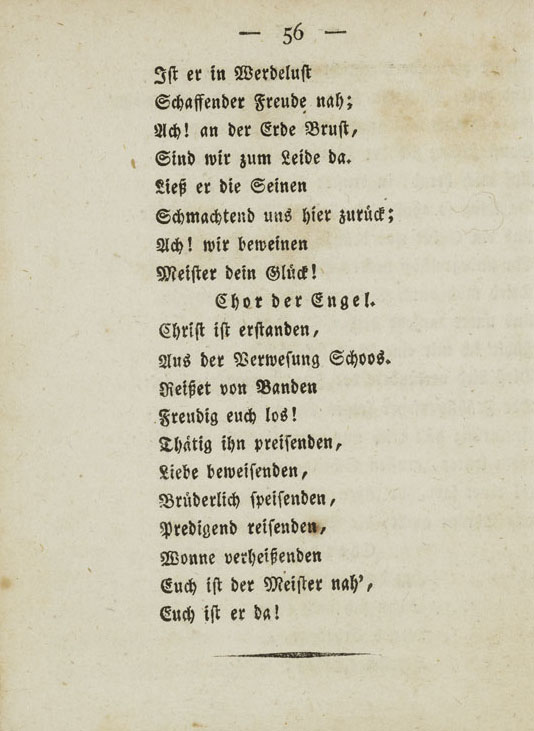 — 56 —
Ist er in Werdelust
Schaffender Freude nah;
Ach! an der Erde Brust,
Sind wir zum Leide da.
Ließ er die Seinen
Schmachtend uns hier zurück;
Ach! wir beweinen
Meister dein Glück!
Chor der Engel.
Christ ist erstanden,
Aus der Verwesung Schoos.
Reißet von Banden
Freudig euch los!
Thätig ihn preisenden,
Liebe beweisenden,
Brüderlich speisenden,
Predigend reisenden,
Wonne verheißenden
Euch ist der Meister nah',
Euch ist er da!